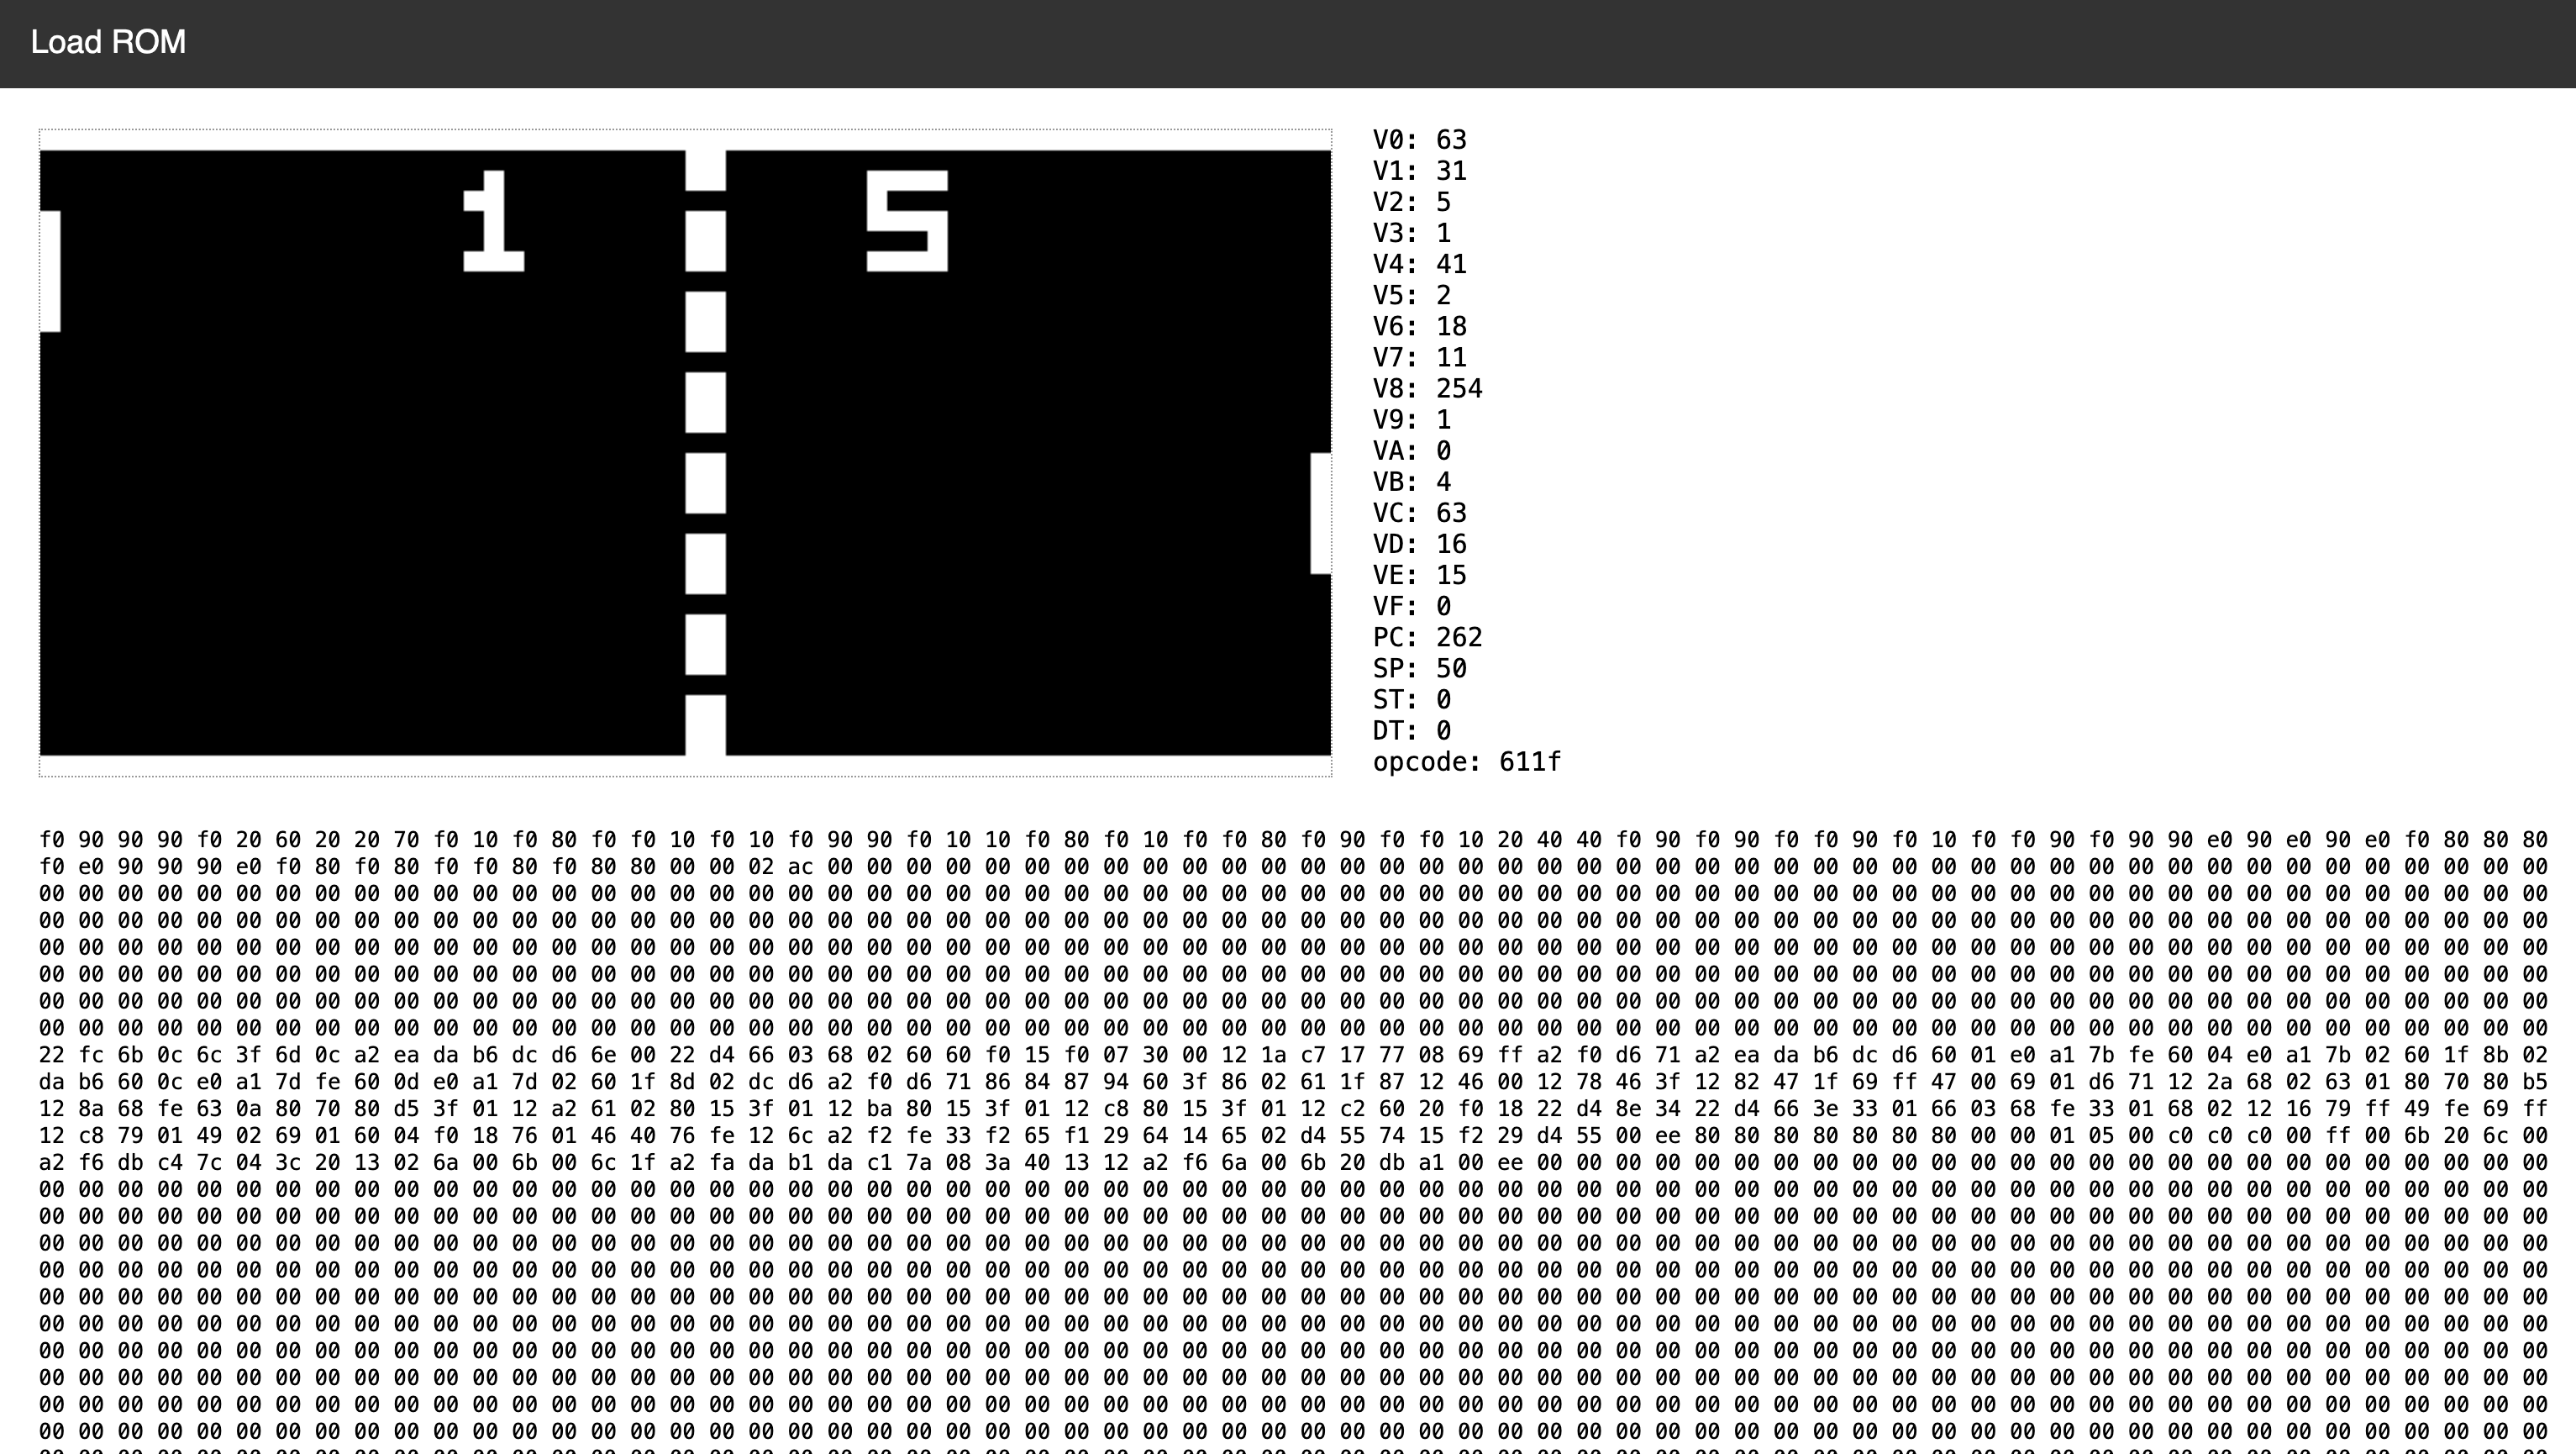 Load ROM
1 5
V0: 63
V1: 31
V2: 5
V3: 1
V4: 41
V5: 2
V6: 18
V7: 11
V8: 254
V9: 1
VA: 0
VB: 4
VC: 63
VD: 16
VE: 15
VF: 0
PC: 262
SP: 50
ST: 0
DT: 0
opcode: 611f
f0 90 90 90 f0 20 60 20 20 70 f0 10 f0 80 f0 f0 10 f0 10 f0 90 90 f0 10 10 f0 80 f0 10 f0 f0 80 f0 90 f0 f0 10 20 40 40 f0 90 f0 90 f0 f0 90 f0 10 f0 f0 90 f0 90 90 e0 90 e0 90 e0 f0 80 80 80
f0 e0 90 90 90 e0 f0 80 f0 80 f0 f0 80 f0 80 80 00 00 02 ac 00 00 00 00 00 00 00 00 00 00 00 00 00 00 00 00 00 00 00 00 00 00 00 00 00 00 00 00 00 00 00 00 00 00 00 00 00 00 00 00 00 00 00 00
00 00 00 00 00 00 00 00 00 00 00 00 00 00 00 00 00 00 00 00 00 00 00 00 00 00 00 00 00 00 00 00 00 00 00 00 00 00 00 00 00 00 00 00 00 00 00 00 00 00 00 00 00 00 00 00 00 00 00 00 00 00 00 00
00 00 00 00 00 00 00 00 00 00 00 00 00 00 00 00 00 00 00 00 00 00 00 00 00 00 00 00 00 00 00 00 00 00 00 00 00 00 00 00 00 00 00 00 00 00 00 00 00 00 00 00 00 00 00 00 00 00 00 00 00 00 00 00
00 00 00 00 00 00 00 00 00 00 00 00 00 00 00 00 00 00 00 00 00 00 00 00 00 00 00 00 00 00 00 00 00 00 00 00 00 00 00 00 00 00 00 00 00 00 00 00 00 00 00 00 00 00 00 00 00 00 00 00 00 00 00 00
00 00 00 00 00 00 00 00 00 00 00 00 00 00 00 00 00 00 00 00 00 00 00 00 00 00 00 00 00 00 00 00 00 00 00 00 00 00 00 00 00 00 00 00 00 00 00 00 00 00 00 00 00 00 00 00 00 00 00 00 00 00 00 00
00 00 00 00 00 00 00 00 00 00 00 00 00 00 00 00 00 00 00 00 00 00 00 00 00 00 00 00 00 00 00 00 00 00 00 00 00 00 00 00 00 00 00 00 00 00 00 00 00 00 00 00 00 00 00 00 00 00 00 00 00 00 00 00
00 00 00 00 00 00 00 00 00 00 00 00 00 00 00 00 00 00 00 00 00 00 00 00 00 00 00 00 00 00 00 00 00 00 00 00 00 00 00 00 00 00 00 00 00 00 00 00 00 00 00 00 00 00 00 00 00 00 00 00 00 00 00 00
22 fc 6b 0c 6c 3f 6d 0c a2 ea da b6 dc d6 6e 00 22 d4 66 03 68 02 60 60 f0 15 f0 07 30 00 12 1a c7 17 77 08 69 ff a2 f0 d6 71 a2 ea da b6 dc d6 60 01 e0 a1 7b fe 60 04 e0 a1 7b 02 60 1f 8b 02
da b6 60 0c e0 a1 7d fe 60 0d e0 a1 7d 02 60 1f 8d 02 dc d6 a2 f0 d6 71 86 84 87 94 60 3f 86 02 61 1f 87 12 46 00 12 78 46 3f 12 82 47 1f 69 ff 47 00 69 01 d6 71 12 2a 68 02 63 01 80 70 80 b5
12 8a 68 fe 63 0a 80 70 80 d5 3f 01 12 a2 61 02 80 15 3f 01 12 ba 80 15 3f 01 12 c8 80 15 3f 01 12 c2 60 20 f0 18 22 d4 8e 34 22 d4 66 3e 33 01 66 03 68 fe 33 01 68 02 12 16 79 ff 49 fe 69 ff
12 c8 79 01 49 02 69 01 60 04 f0 18 76 01 46 40 76 fe 12 6c a2 f2 fe 33 f2 65 f1 29 64 14 65 02 d4 55 74 15 f2 29 d4 55 00 ee 80 80 80 80 80 80 80 00 00 01 05 00 c0 c0 c0 00 ff 00 6b 20 6c 00
a2 f6 db c4 7c 04 3c 20 13 02 6a 00 6b 00 6c 1f a2 fa da b1 da c1 7a 08 3a 40 13 12 a2 f6 6a 00 6b 20 db a1 00 ee 00 00 00 00 00 00 00 00 00 00 00 00 00 00 00 00 00 00 00 00 00 00 00 00 00 00
00 00 00 00 00 00 00 00 00 00 00 00 00 00 00 00 00 00 00 00 00 00 00 00 00 00 00 00 00 00 00 00 00 00 00 00 00 00 00 00 00 00 00 00 00 00 00 00 00 00 00 00 00 00 00 00 00 00 00 00 00 00 00 00
00 00 00 00 00 00 00 00 00 00 00 00 00 00 00 00 00 00 00 00 00 00 00 00 00 00 00 00 00 00 00 00 00 00 00 00 00 00 00 00 00 00 00 00 00 00 00 00 00 00 00 00 00 00 00 00 00 00 00 00 00 00 00 00
00 00 00 00 00 00 00 00 00 00 00 00 00 00 00 00 00 00 00 00 00 00 00 00 00 00 00 00 00 00 00 00 00 00 00 00 00 00 00 00 00 00 00 00 00 00 00 00 00 00 00 00 00 00 00 00 00 00 00 00 00 00 00 00
00 00 00 00 00 00 00 00 00 00 00 00 00 00 00 00 00 00 00 00 00 00 00 00 00 00 00 00 00 00 00 00 00 00 00 00 00 00 00 00 00 00 00 00 00 00 00 00 00 00 00 00 00 00 00 00 00 00 00 00 00 00 00 00
00 00 00 00 00 00 00 00 00 00 00 00 00 00 00 00 00 00 00 00 00 00 00 00 00 00 00 00 00 00 00 00 00 00 00 00 00 00 00 00 00 00 00 00 00 00 00 00 00 00 00 00 00 00 00 00 00 00 00 00 00 00 00 00
00 00 00 00 00 00 00 00 00 00 00 00 00 00 00 00 00 00 00 00 00 00 00 00 00 00 00 00 00 00 00 00 00 00 00 00 00 00 00 00 00 00 00 00 00 00 00 00 00 00 00 00 00 00 00 00 00 00 00 00 00 00 00 00
00 00 00 00 00 00 00 00 00 00 00 00 00 00 00 00 00 00 00 00 00 00 00 00 00 00 00 00 00 00 00 00 00 00 00 00 00 00 00 00 00 00 00 00 00 00 00 00 00 00 00 00 00 00 00 00 00 00 00 00 00 00 00 00
00 00 00 00 00 00 00 00 00 00 00 00 00 00 00 00 00 00 00 00 00 00 00 00 00 00 00 00 00 00 00 00 00 00 00 00 00 00 00 00 00 00 00 00 00 00 00 00 00 00 00 00 00 00 00 00 00 00 00 00 00 00 00 00
00 00 00 00 00 00 00 00 00 00 00 00 00 00 00 00 00 00 00 00 00 00 00 00 00 00 00 00 00 00 00 00 00 00 00 00 00 00 00 00 00 00 00 00 00 00 00 00 00 00 00 00 00 00 00 00 00 00 00 00 00 00 00 00
00 00 00 00 00 00 00 00 00 00 00 00 00 00 00 00 00 00 00 00 00 00 00 00 00 00 00 00 00 00 00 00 00 00 00 00 00 00 00 00 00 00 00 00 00 00 00 00 00 00 00 00 00 00 00 00 00 00 00 00 00 00 00 00